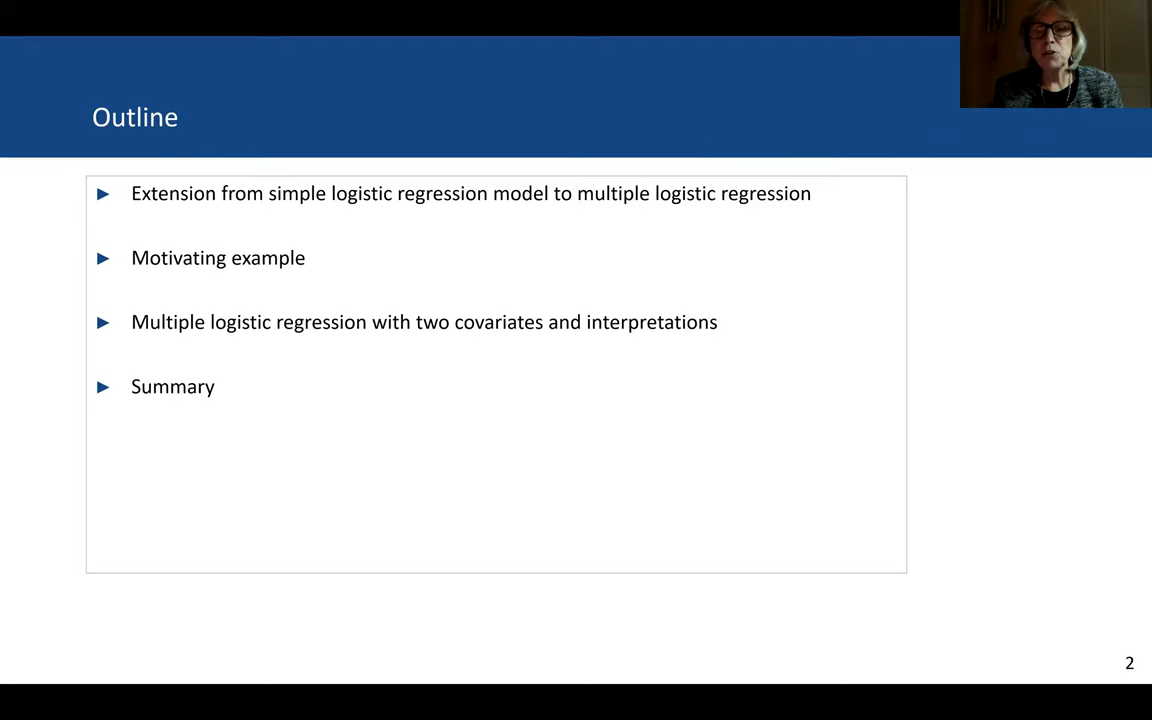 Outline
► Extension from simple logistic regression model to multiple logistic regression
► Motivating example
► Multiple logistic regression with two covariates and interpretations
► Summary
2